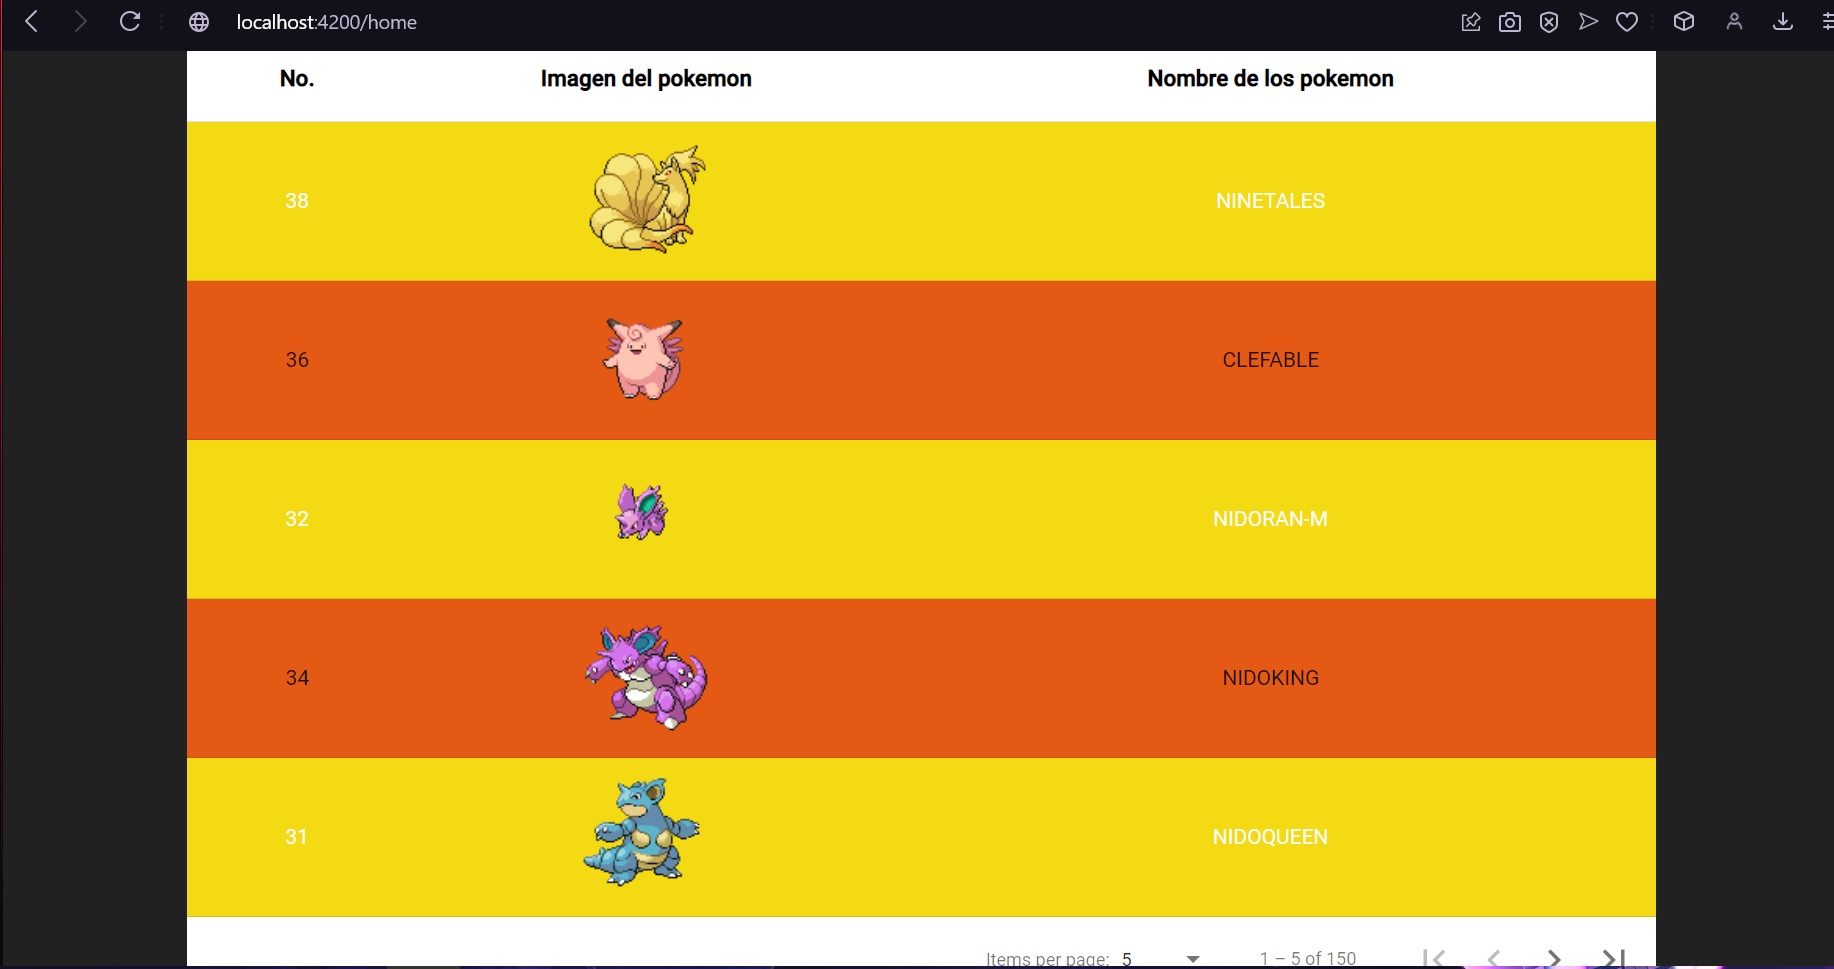 localhost:4200/home
No. Imagen del pokemon Nombre de los pokemon
38 NINETALES
36 CLEFABLE
32 NIDORAN-M
34 NIDOKING
31 NIDOQUEEN
Items per page: 5 1 – 5 of 150